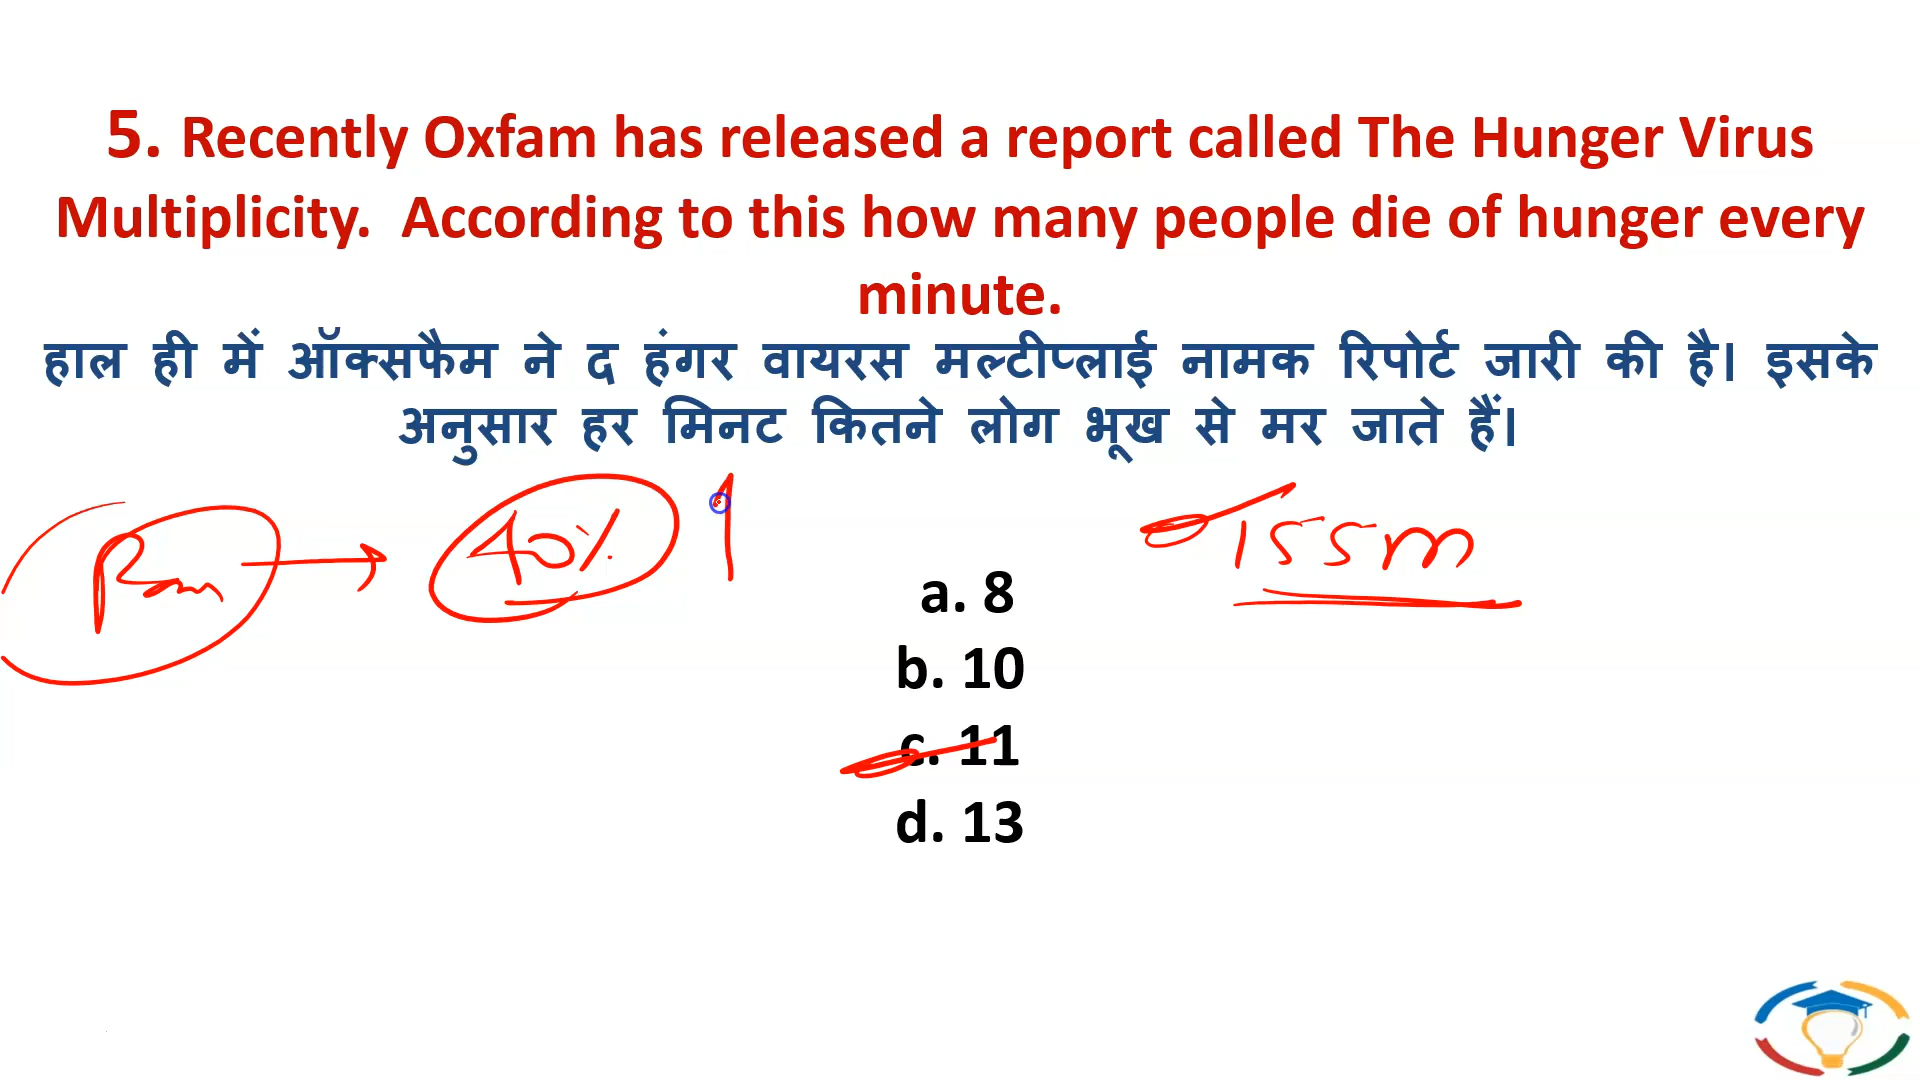 5. Recently Oxfam has released a report called The Hunger Virus
Multiplicity. According to this how many people die of hunger every
minute.
हाल ही में ऑक्सफैम ने द हंगर वायरस मल्टीप्लाई नामक रिपोर्ट जारी की है। इसके
अनुसार हर मिनट कितने लोग भूख से मर जाते हैं।
40%
155m
a. 8
b. 10
c. 11
d. 13